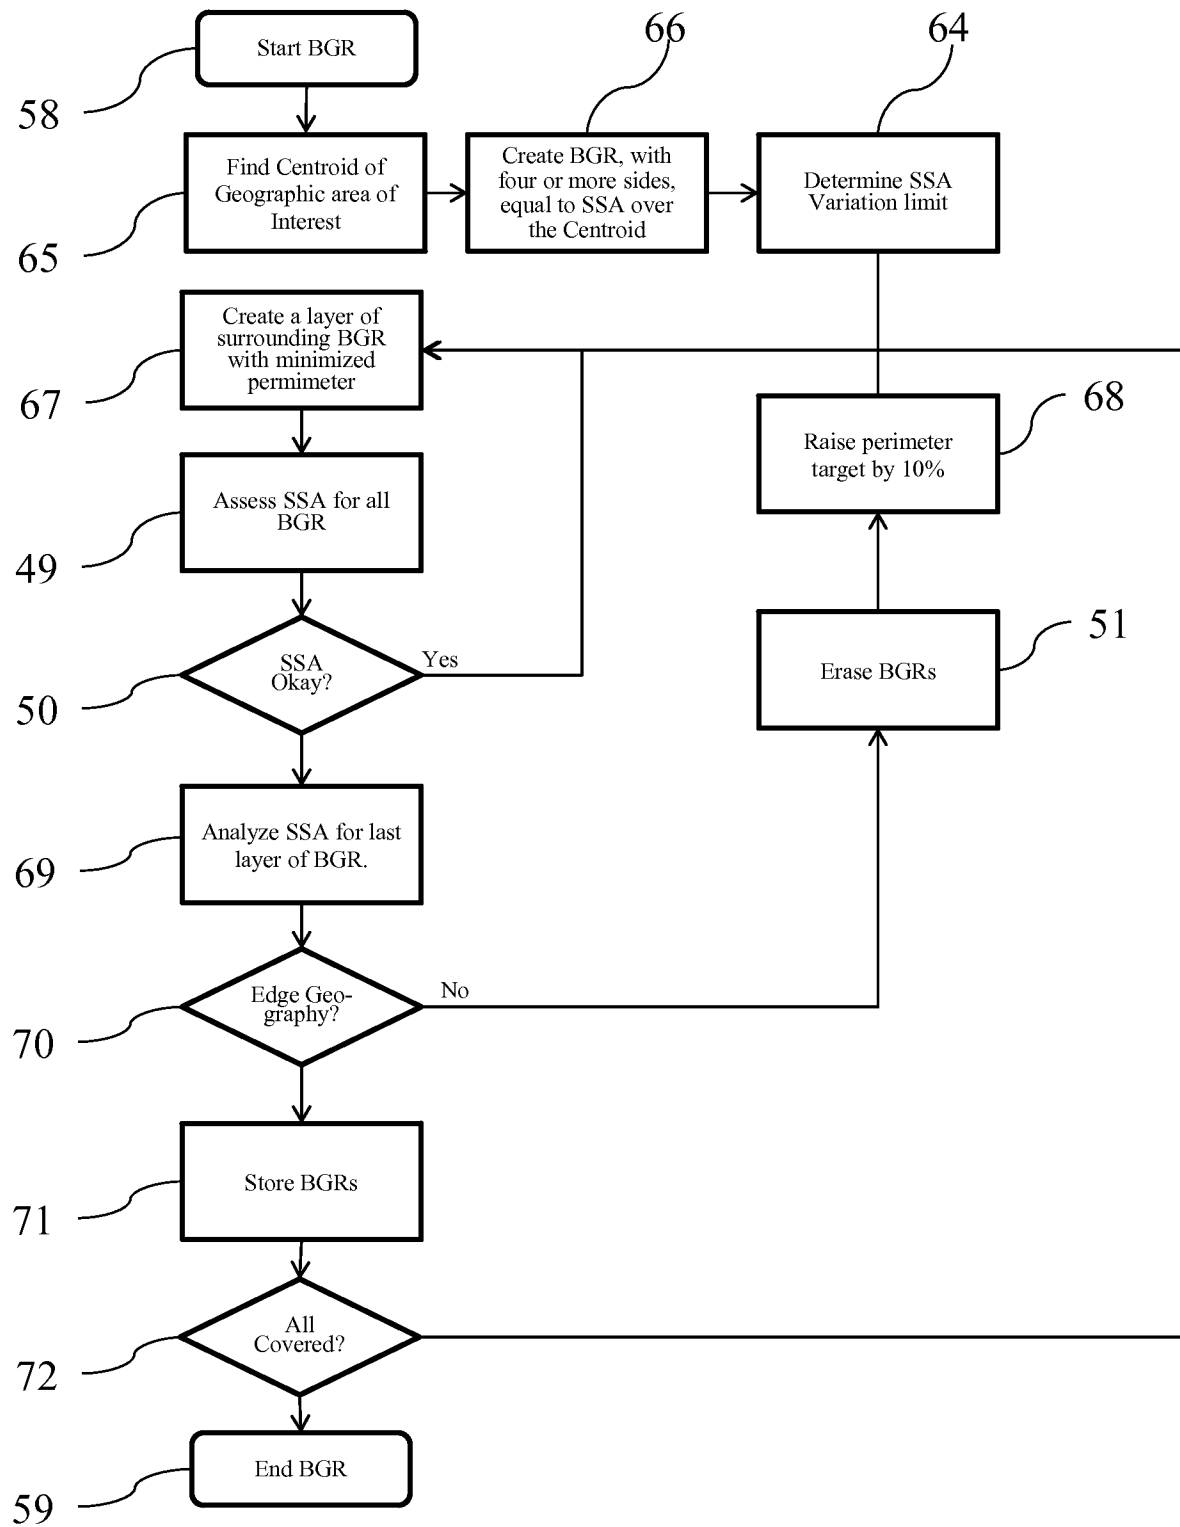 Start BGR
58
66
64
Find Centroid of
Geographic area of
Interest
65
Create BGR, with
four or more sides,
equal to SSA over
the Centroid
Determine SSA
Variation limit
Create a layer of
surrounding BGR
with minimized
permimeter
67
68
Raise perimeter
target by 10%
Assess SSA for all
BGR
49
51
Erase BGRs
SSA
Okay?
Yes
50
Analyze SSA for last
layer of BGR.
69
Edge Geo-
graphy?
No
70
Store BGRs
71
All
Covered?
72
End BGR
59